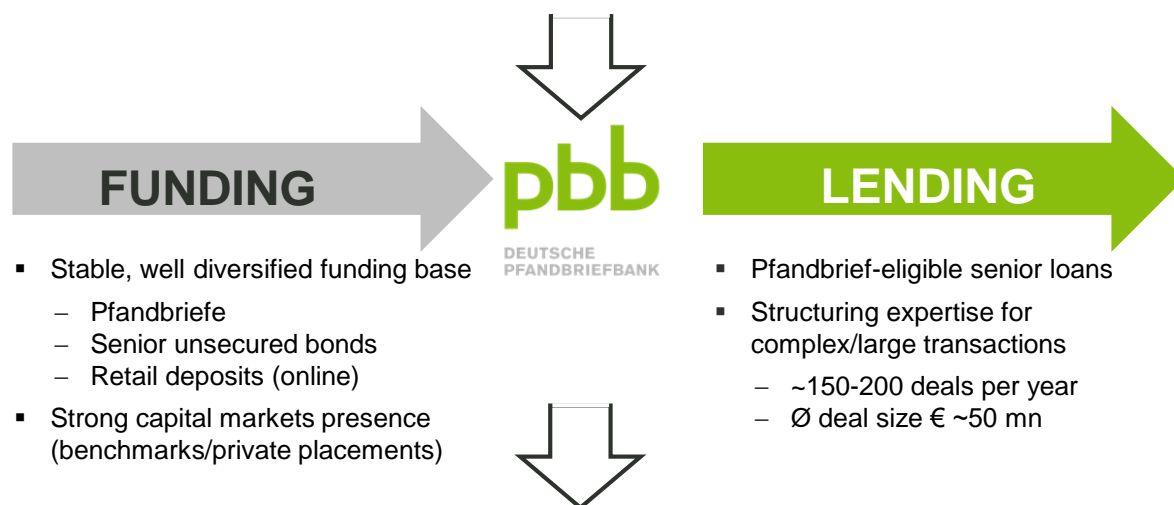 FUNDING
▪ Stable, well diversified funding base
– Pfandbriefe
– Senior unsecured bonds
– Retail deposits (online)
▪ Strong capital markets presence
(benchmarks/private placements)
pbb
DEUTSCHE
PFANDBRIEFBANK
LENDING
▪ Pfandbrief-eligible senior loans
▪ Structuring expertise for
complex/large transactions
– ~150-200 deals per year
– Ø deal size € ~50 mn